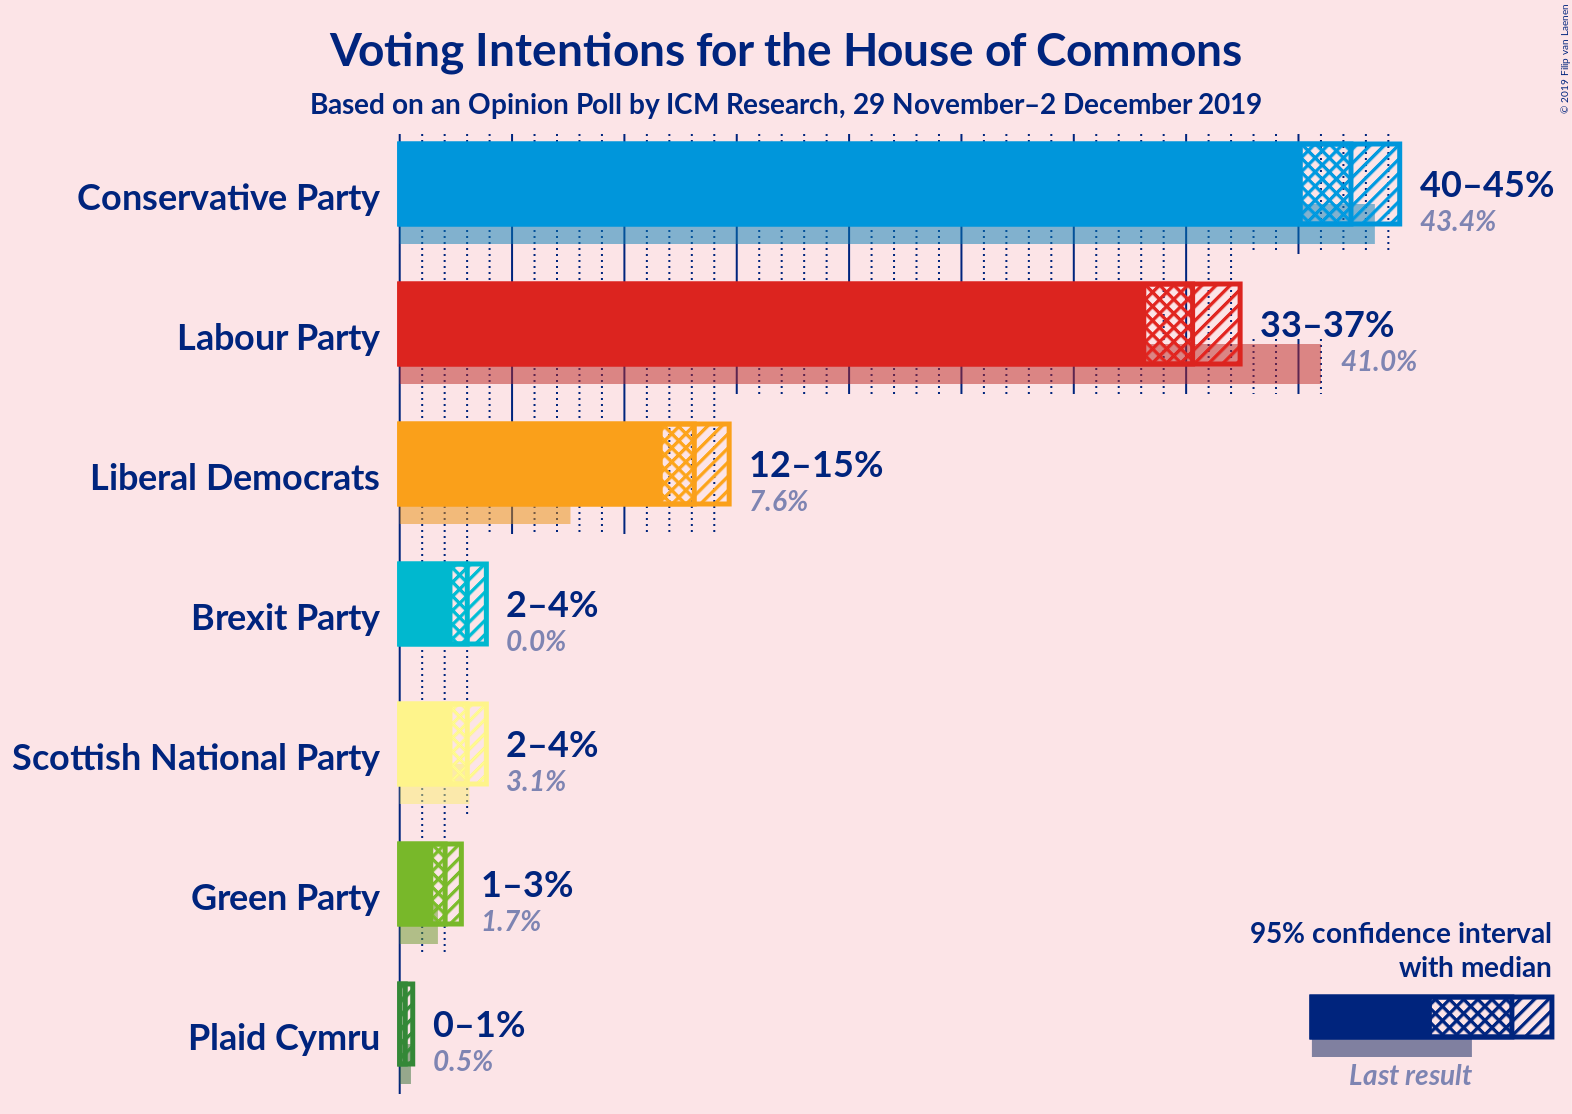 Voting Intentions for the House of Commons
Based on an Opinion Poll by ICM Research, 29 November–2 December 2019
© 2019 Filip van Laenen
Conservative Party
40–45%
43.4%
Labour Party
33–37%
41.0%
Liberal Democrats
12–15%
7.6%
Brexit Party
2–4%
0.0%
Scottish National Party
2–4%
3.1%
Green Party
1–3%
1.7%
Plaid Cymru
0–1%
0.5%
95% confidence interval
with median
Last result